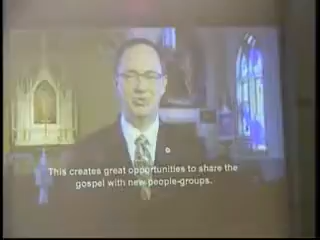 This creates great opportunities to share the
gospel with new people-groups.